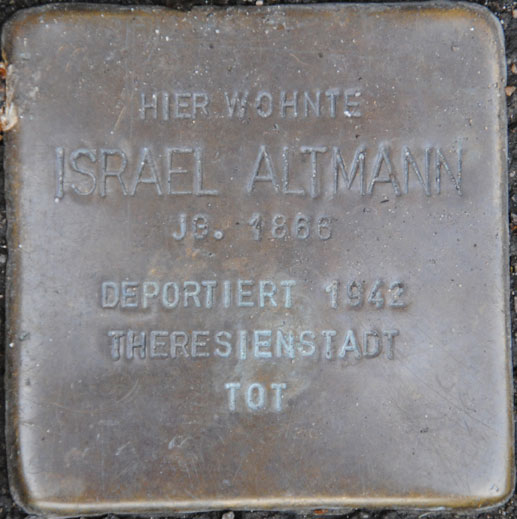 HIER WOHNTE
ISRAEL ALTMANN
JG. 1866
DEPORTIERT 1942
THERESIENSTADT
TOT